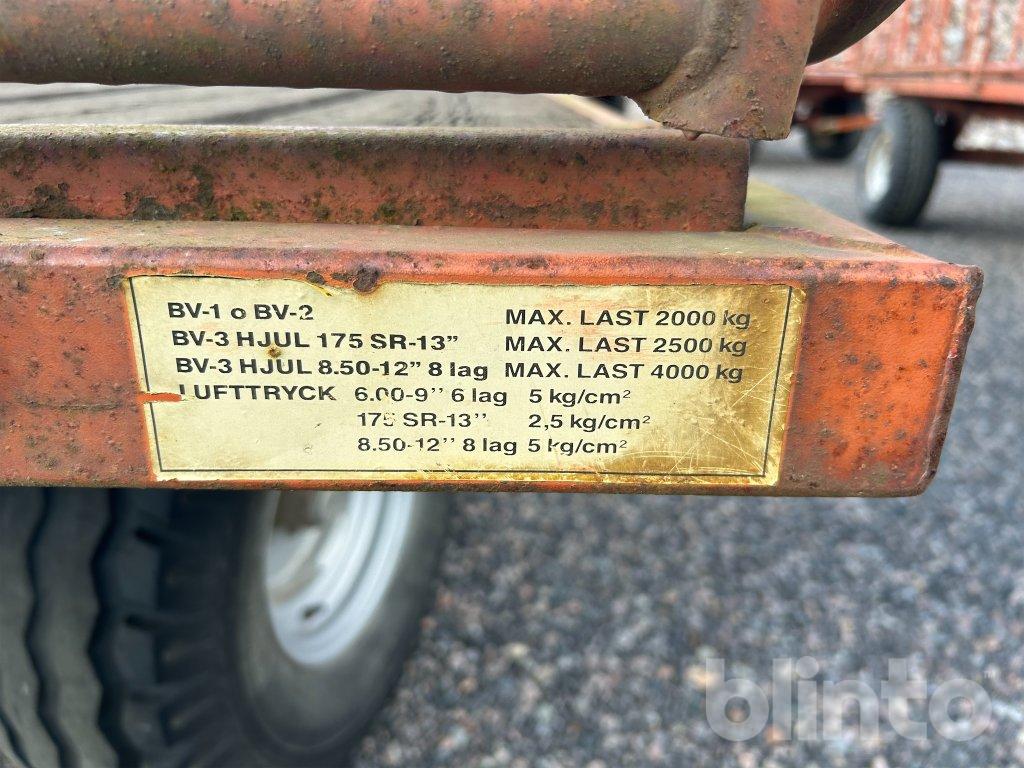 BV-1 o BV-2 MAX. LAST 2000 kg
BV-3 HJUL 175 SR-13" MAX. LAST 2500 kg
BV-3 HJUL 8.50-12" 8 lag MAX. LAST 4000 kg
LUFTTRYCK 6.00-9'' 6 lag 5 kg/cm²
175 SR-13'' 2,5 kg/cm²
8.50-12'' 8 lag 5 kg/cm²
blinto